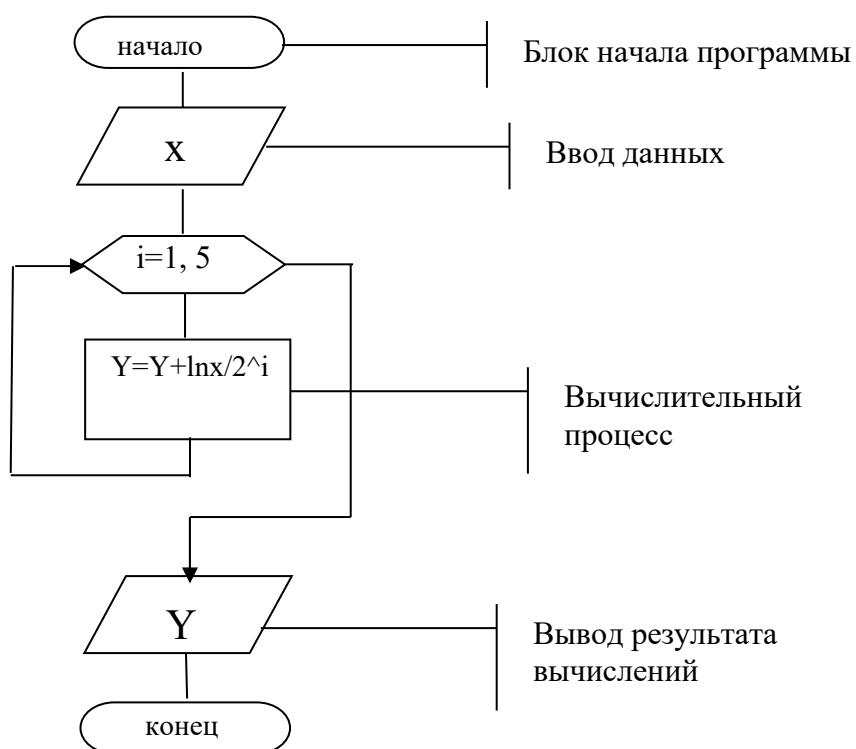 начало
Блок начала программы
x
Ввод данных
i=1, 5
Y=Y+lnx/2^i
Вычислительный
процесс
Y
Вывод результата
вычислений
конец